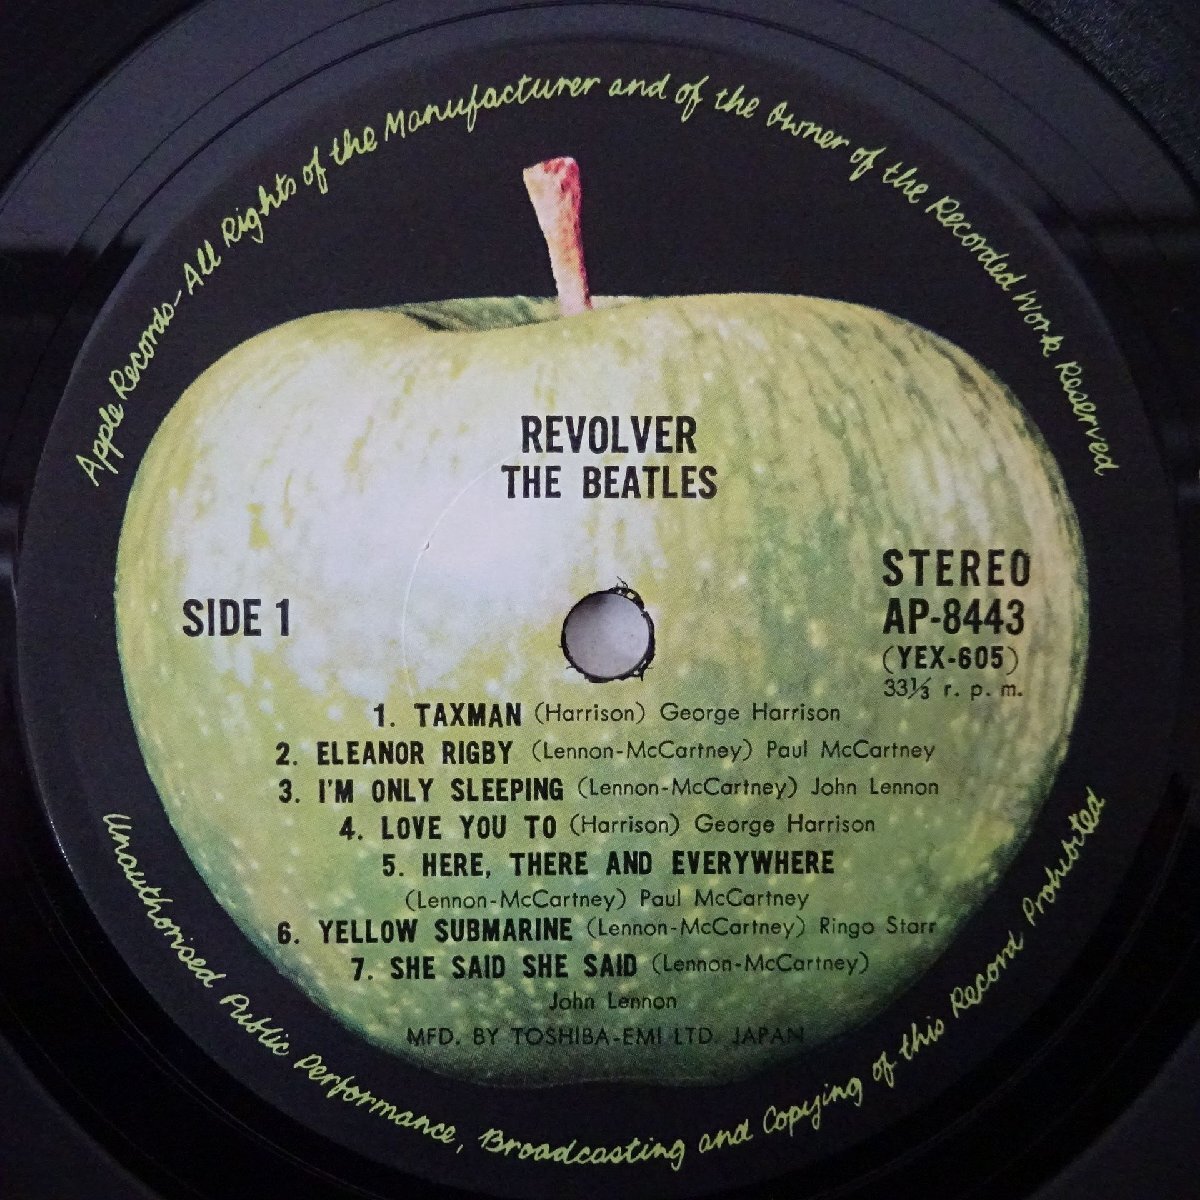 Apple Records-All Rights of the Manufacturer and of the Owner of the Recorded Work Reserved
REVOLVER
THE BEATLES
SIDE 1
STEREO
AP-8443
(YEX-605)
33⅓ r. p. m.
1. TAXMAN (Harrison) George Harrison
2. ELEANOR RIGBY (Lennon-McCartney) Paul McCartney
3. I'M ONLY SLEEPING (Lennon-McCartney) John Lennon
4. LOVE YOU TO (Harrison) George Harrison
5. HERE, THERE AND EVERYWHERE
(Lennon-McCartney) Paul McCartney
6. YELLOW SUBMARINE (Lennon-McCartney) Ringo Starr
7. SHE SAID SHE SAID (Lennon-McCartney)
John Lennon
MFD. BY TOSHIBA-EMI LTD. JAPAN
Unauthorised Public Performance, Broadcasting and Copying of this Record Prohibited